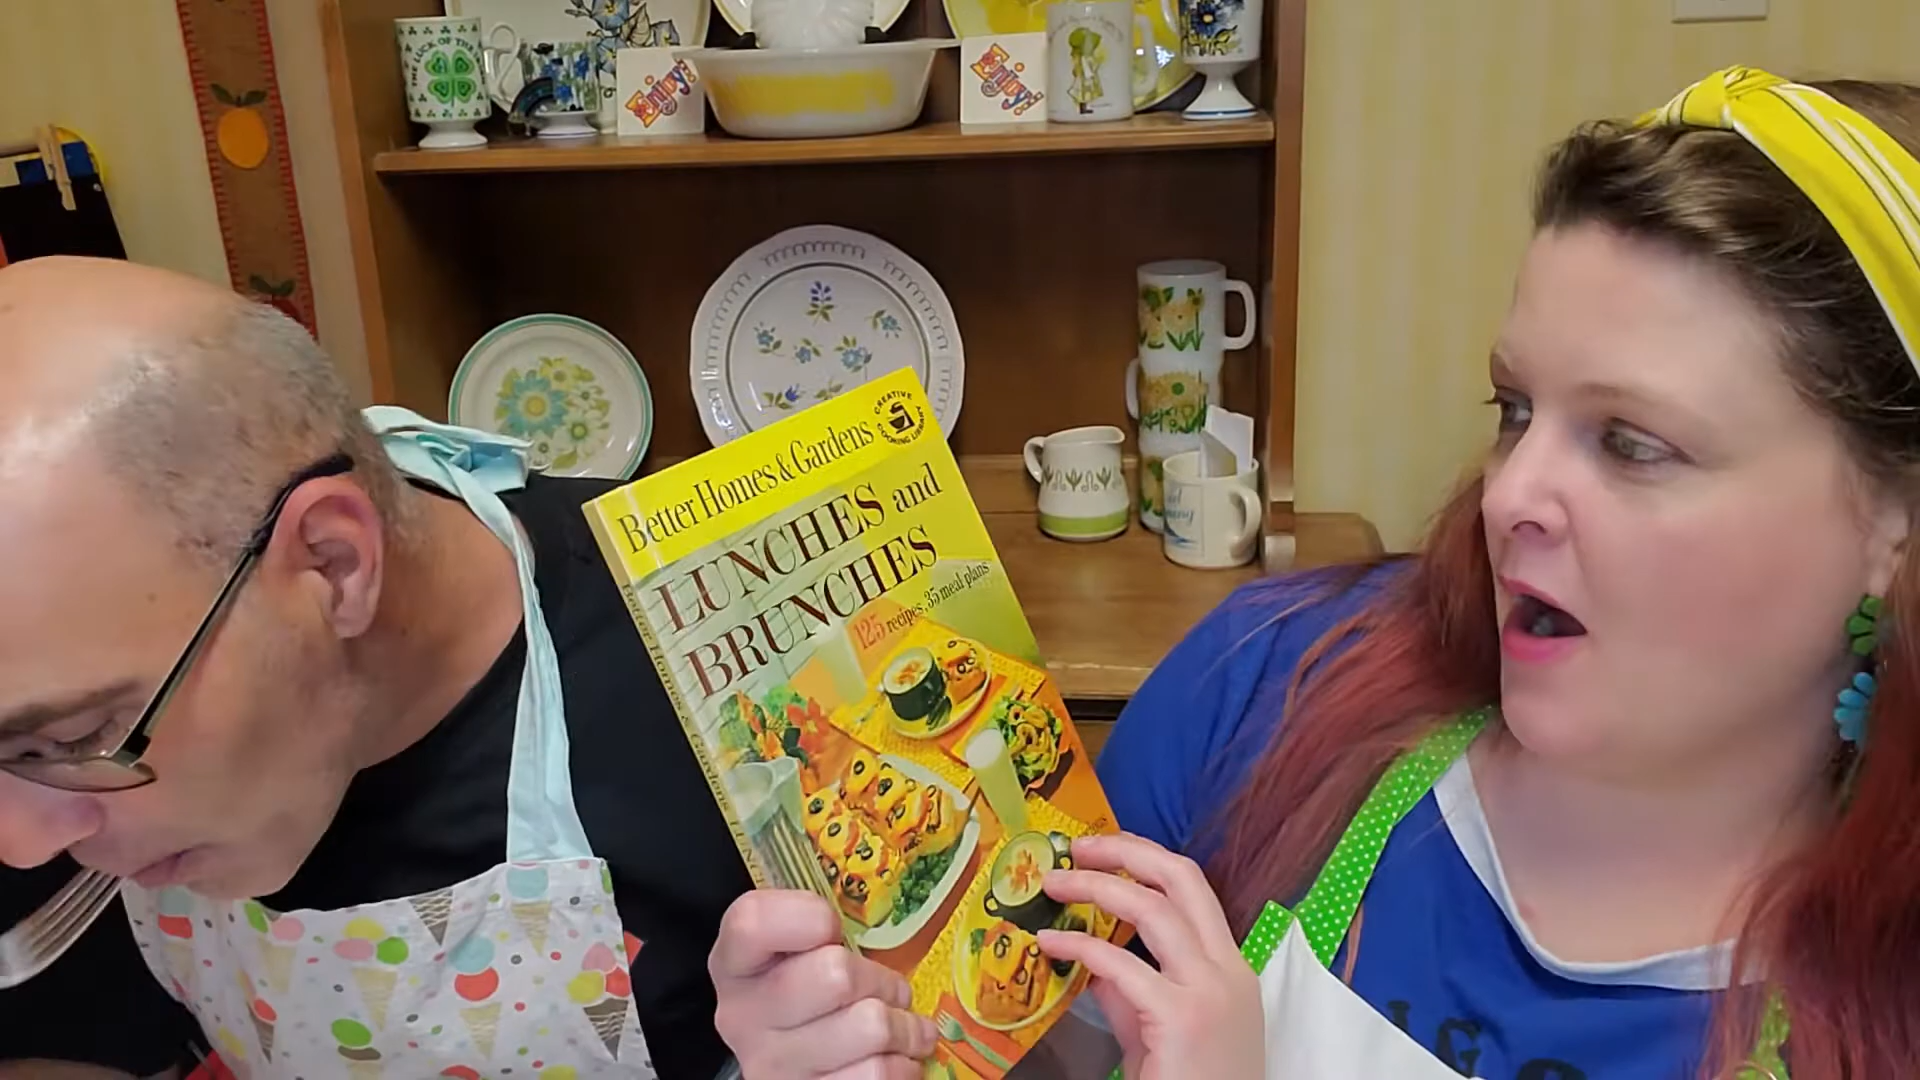 THE LUCK OF THE
Enjoy!
Enjoy!
CREATIVE
COOKING LIBRARY
Better Homes & Gardens
LUNCHES and
BRUNCHES
125 recipes, 35 meal plans
Better Homes & Gardens